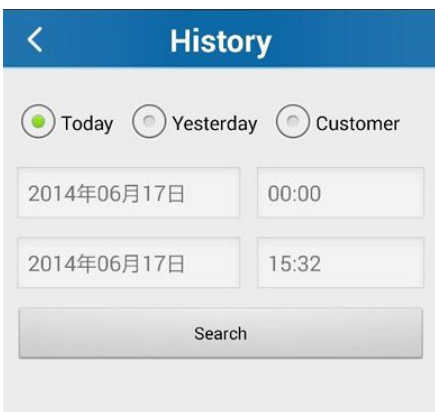 History
Today Yesterday Customer
2014年06月17日 00:00
2014年06月17日 15:32
Search